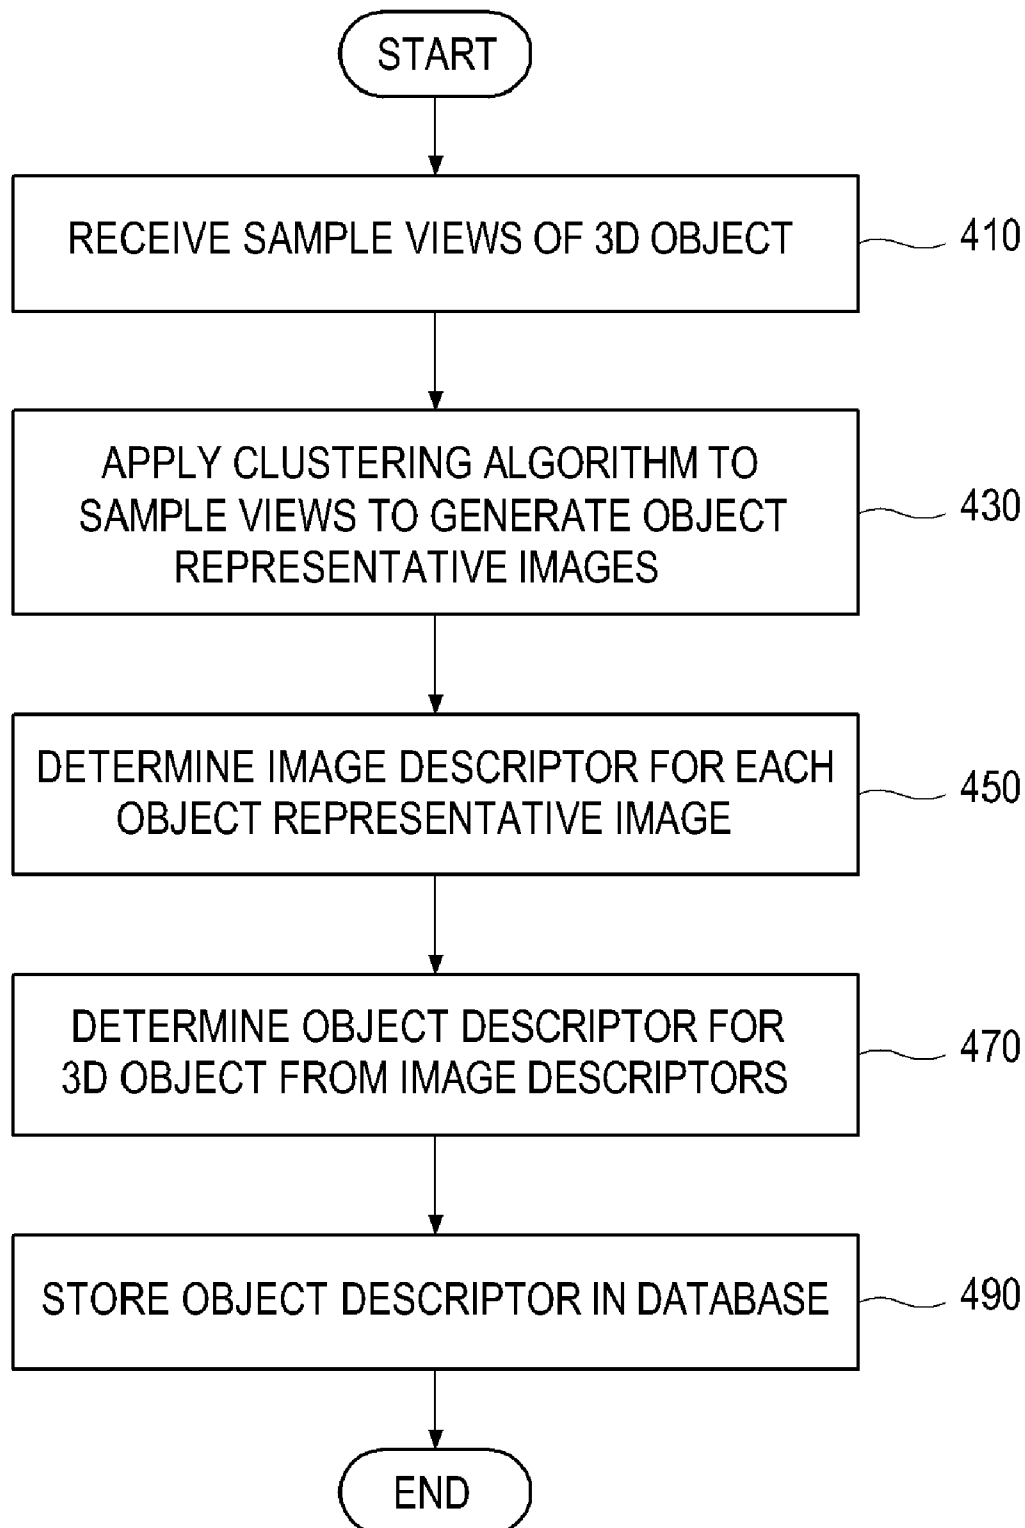 START
RECEIVE SAMPLE VIEWS OF 3D OBJECT
410
APPLY CLUSTERING ALGORITHM TO
SAMPLE VIEWS TO GENERATE OBJECT
REPRESENTATIVE IMAGES
430
DETERMINE IMAGE DESCRIPTOR FOR EACH
OBJECT REPRESENTATIVE IMAGE
450
DETERMINE OBJECT DESCRIPTOR FOR
3D OBJECT FROM IMAGE DESCRIPTORS
470
STORE OBJECT DESCRIPTOR IN DATABASE
490
END